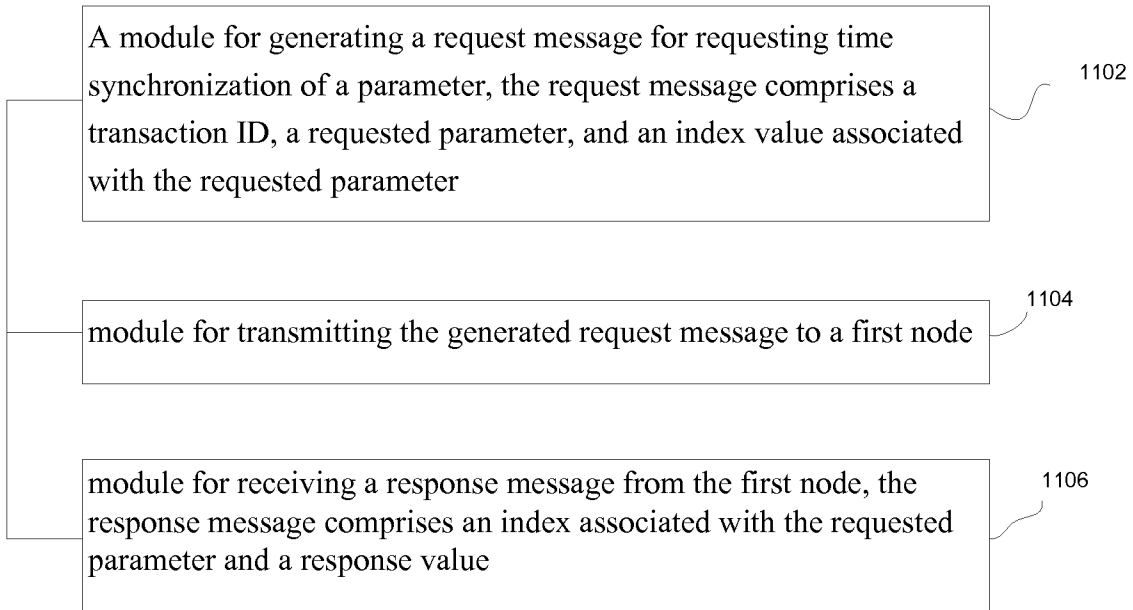 A module for generating a request message for requesting time
synchronization of a parameter, the request message comprises a
transaction ID, a requested parameter, and an index value associated
with the requested parameter
1102
module for transmitting the generated request message to a first node
1104
module for receiving a response message from the first node, the
response message comprises an index associated with the requested
parameter and a response value
1106